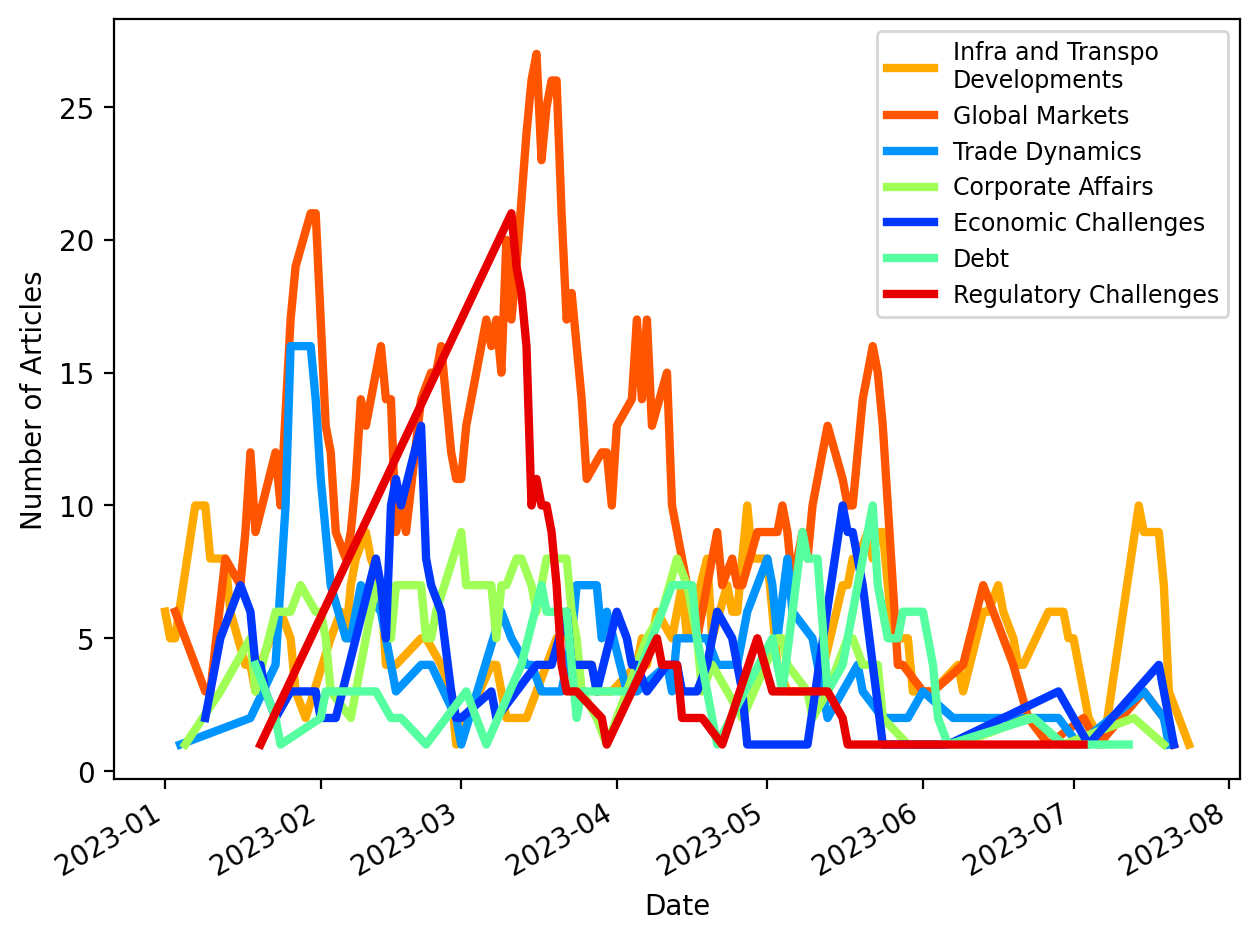 Infra and Transpo
Developments
Global Markets
Trade Dynamics
Corporate Affairs
Economic Challenges
Debt
Regulatory Challenges
Number of Articles
25
20
15
10
5
0
2023-01
2023-02
2023-03
2023-04
2023-05
2023-06
2023-07
2023-08
Date